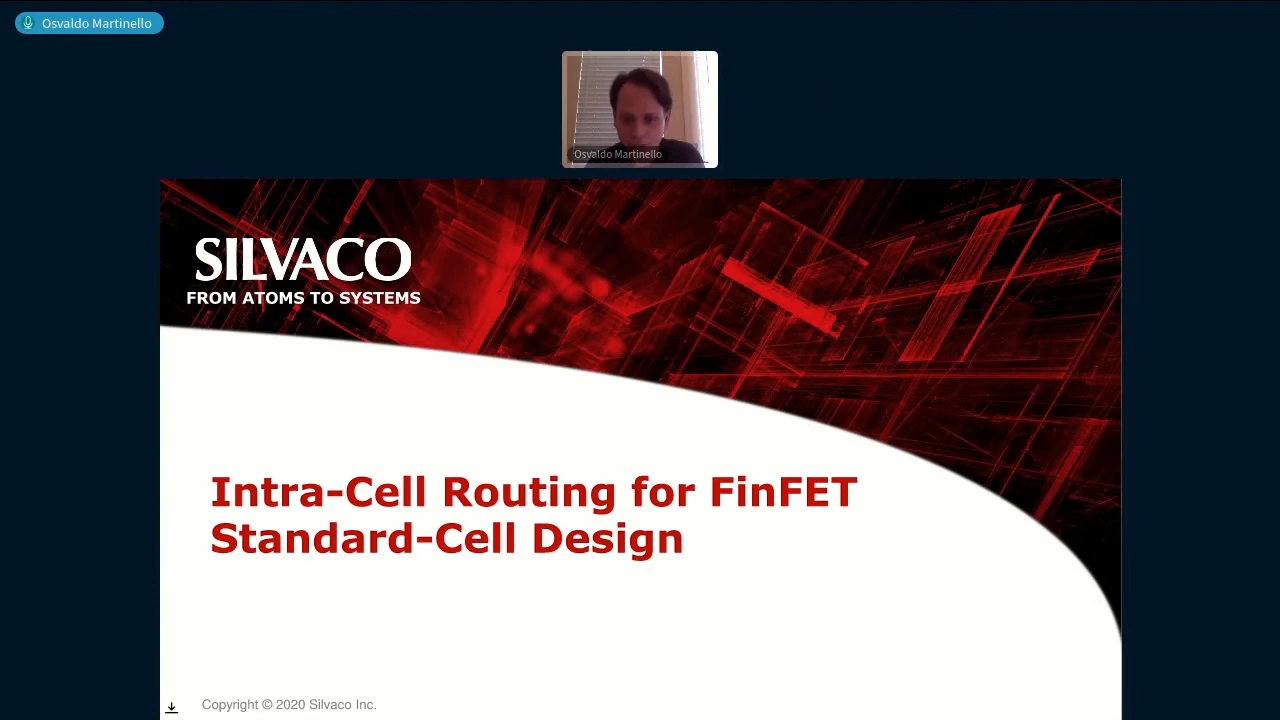 Osvaldo Martinello
Osvaldo Martinello
SILVACO
FROM ATOMS TO SYSTEMS
Intra-Cell Routing for FinFET
Standard-Cell Design
Copyright © 2020 Silvaco Inc.